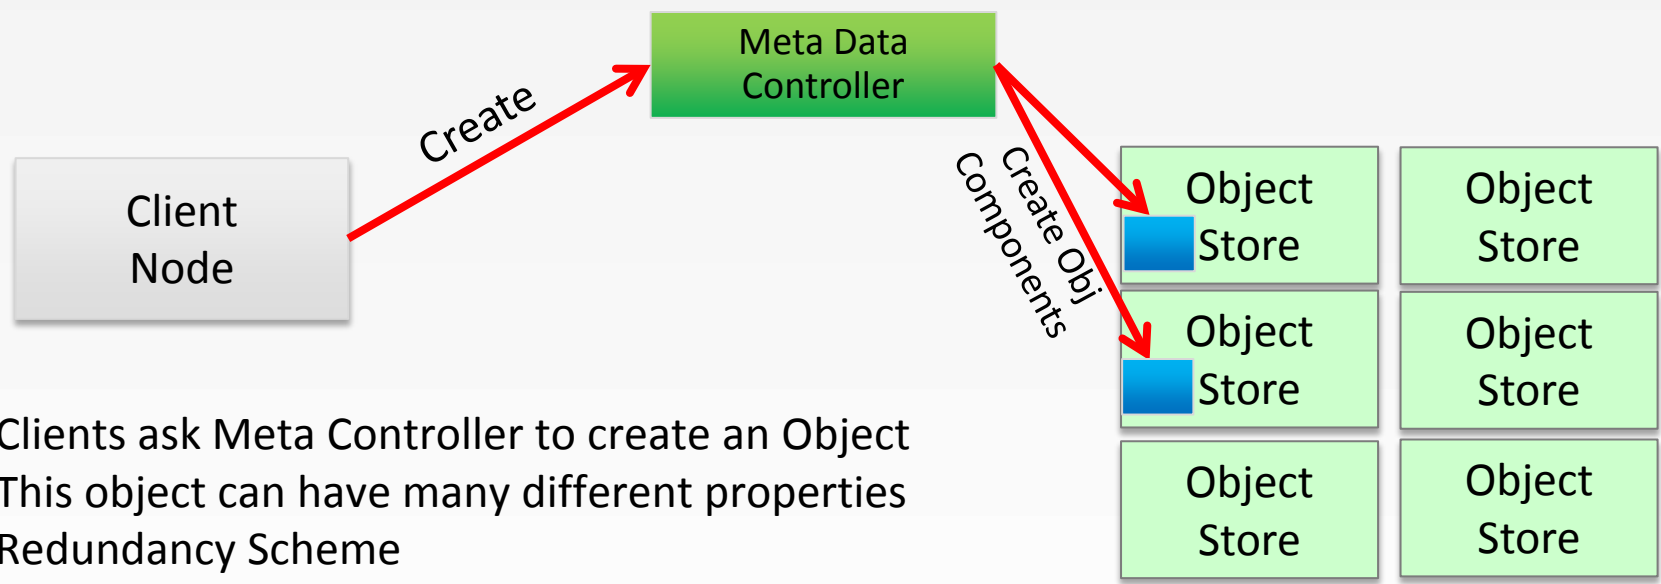 Meta Data
Controller
Create
Client
Node
Create Obj
Components
Object
Store
Object
Store
Object
Store
Object
Store
Object
Store
Object
Store
Clients ask Meta Controller to create an Object
This object can have many different properties
Redundancy Scheme